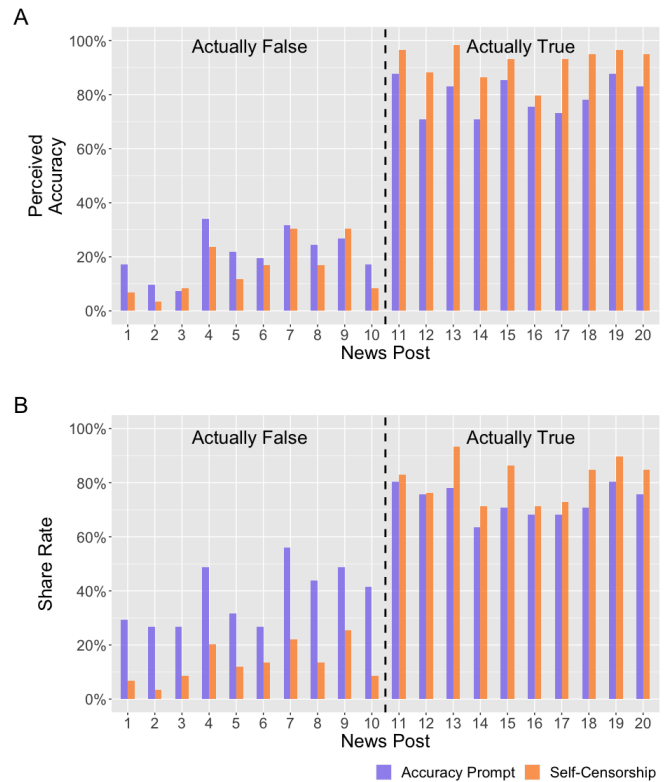 A
Actually False Actually True
100%
80%
60%
40%
20%
0%
Perceived
Accuracy
1 2 3 4 5 6 7 8 9 10 11 12 13 14 15 16 17 18 19 20
News Post
B
Actually False Actually True
100%
80%
60%
40%
20%
0%
Share Rate
1 2 3 4 5 6 7 8 9 10 11 12 13 14 15 16 17 18 19 20
News Post
Accuracy Prompt Self-Censorship